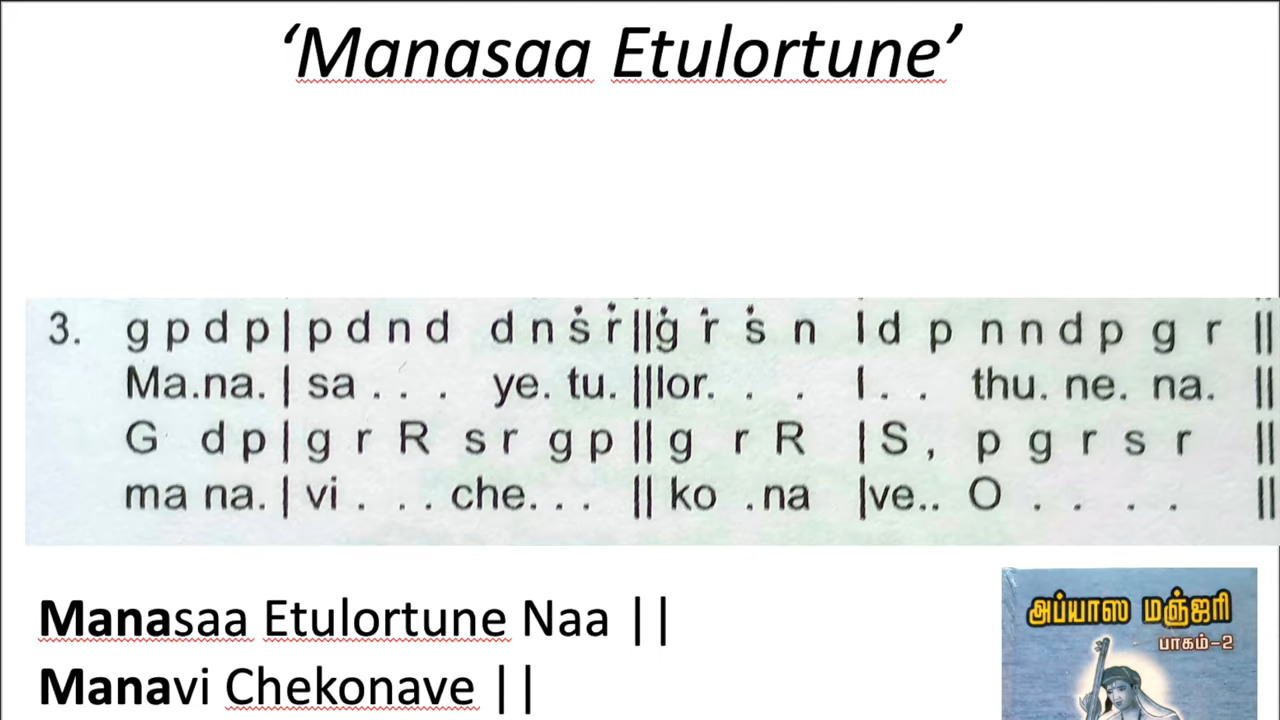 ‘Manasaa Etulortune’
3. g p d p | p d n d d n ṡ ṙ || ġ ṙ ṡ n | d p n n d p g r ||
Ma.na. | sa . . . ye. tu. || lor. . . | . . thu. ne. na. ||
G d p | g r R s r g p || g r R | S , p g r s r ||
ma na. | vi . . . che. . . || ko .na |ve.. O . . . . ||
Manasaa Etulortune Naa ||
Manavi Chekonave ||
அப்யாஸ மஞ்ஜரி
பாகம்-2